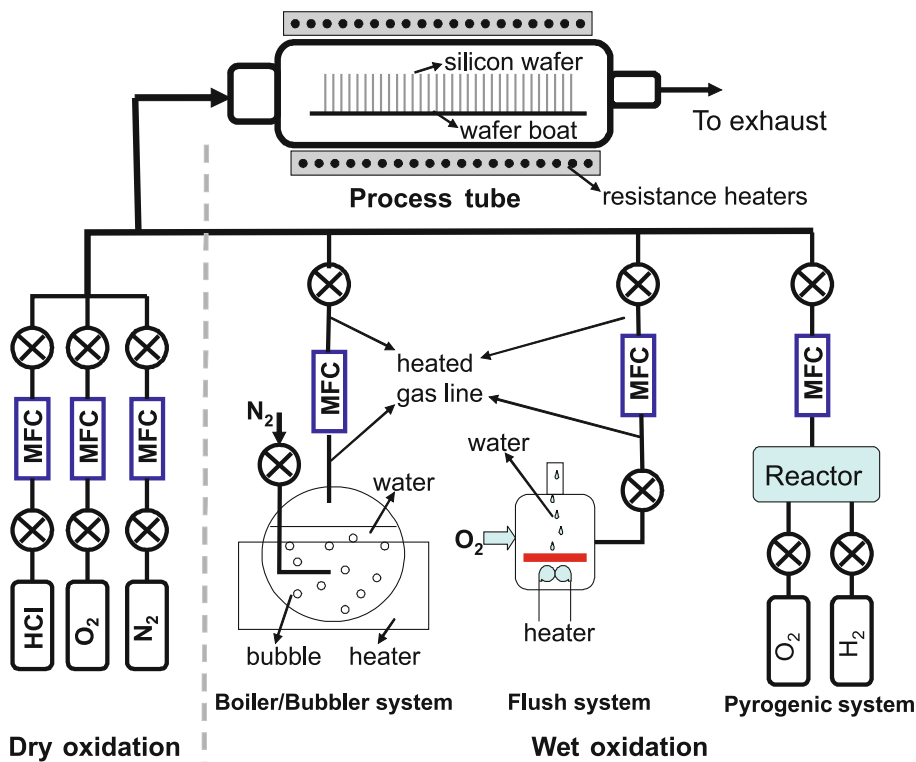 silicon wafer
wafer boat
To exhaust
Process tube
resistance heaters
heated
gas line
MFC
MFC
MFC
MFC
MFC
MFC
N2
water
water
Reactor
O2
HCl
O2
N2
O2
H2
bubble
heater
heater
Boiler/Bubbler system
Flush system
Pyrogenic system
Dry oxidation
Wet oxidation